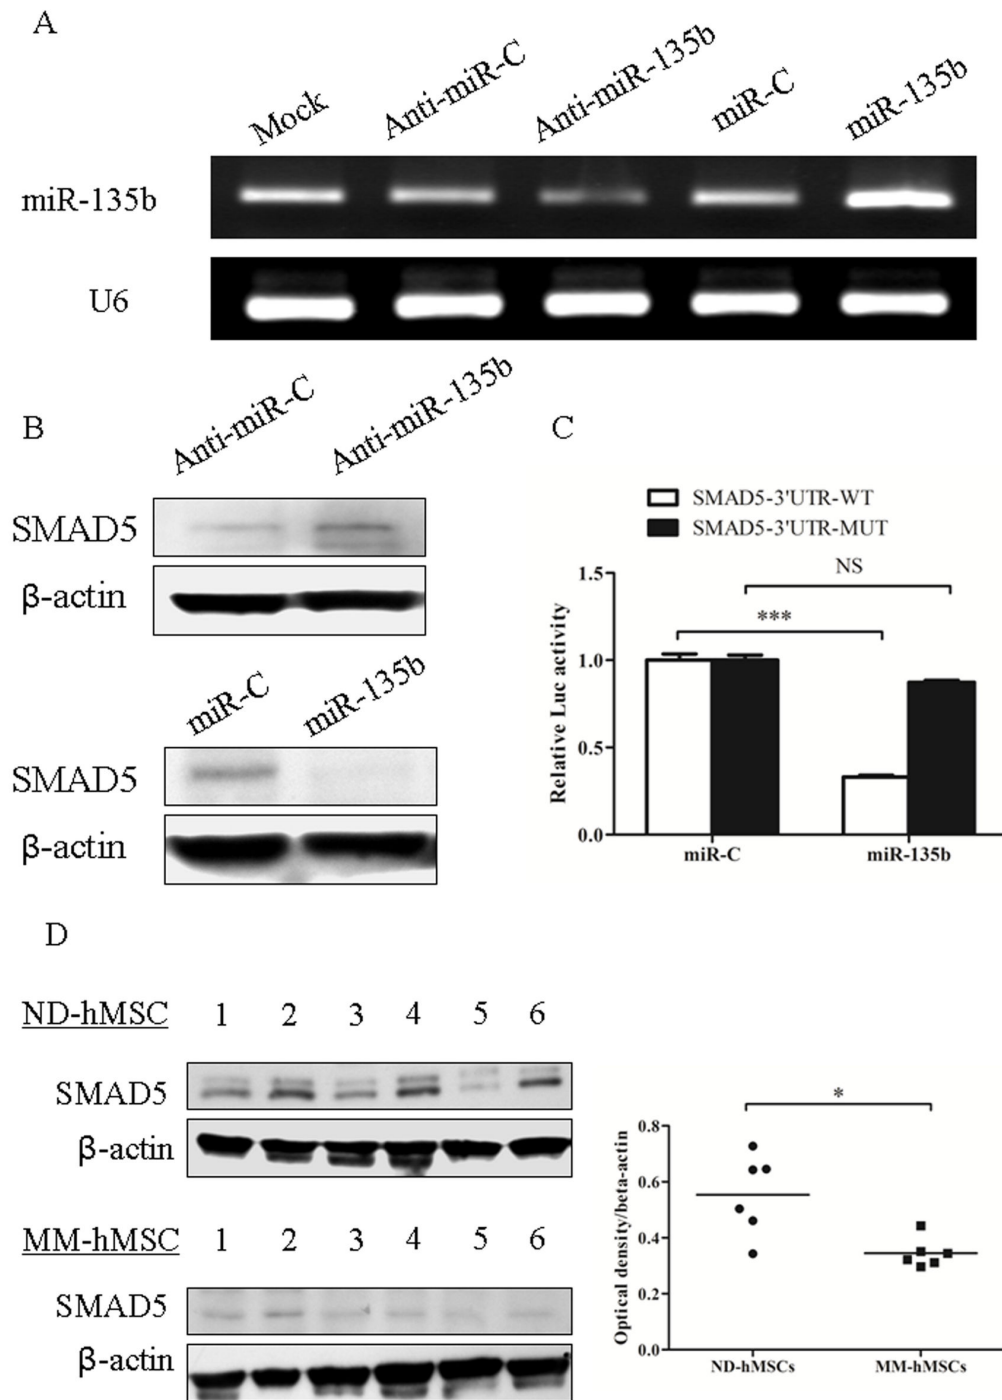 A
Mock Anti-miR-C Anti-miR-135b miR-C miR-135b
miR-135b
U6
B
Anti-miR-C Anti-miR-135b
SMAD5
β-actin
miR-C miR-135b
SMAD5
β-actin
C
SMAD5-3'UTR-WT
SMAD5-3'UTR-MUT
NS
***
1.5
1.0
0.5
0.0
Relative Luc activity
miR-C miR-135b
D
ND-hMSC 1 2 3 4 5 6
SMAD5
β-actin
MM-hMSC 1 2 3 4 5 6
SMAD5
β-actin
*
0.8
0.6
0.4
0.2
0.0
Optical density/beta-actin
ND-hMSCs MM-hMSCs